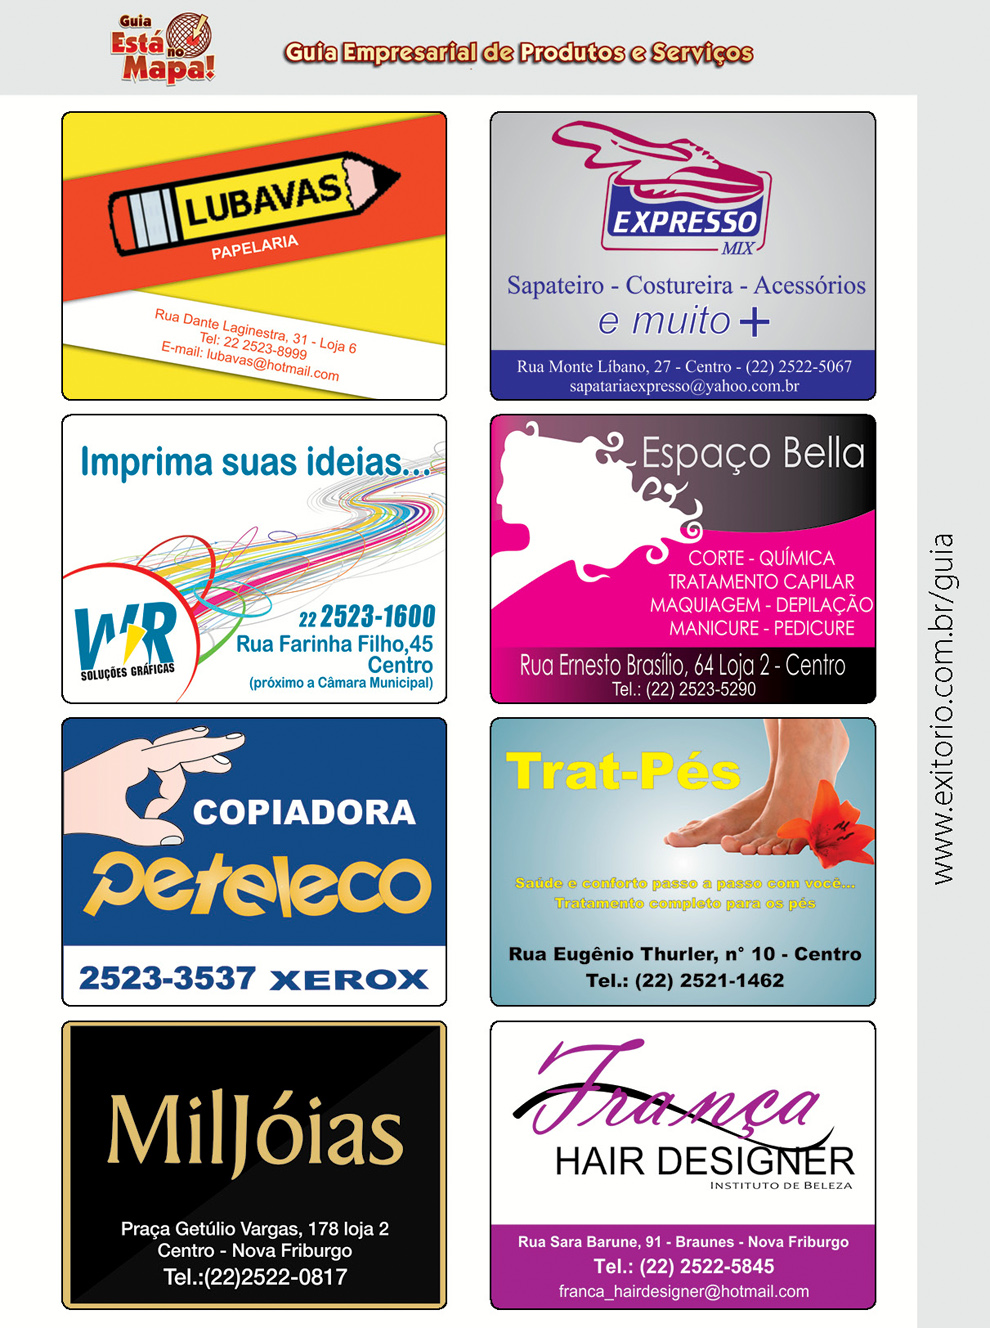 Guia
Está
no
Mapa!
Guia Empresarial de Produtos e Serviços
LUBAVAS
PAPELARIA
Rua Dante Laginestra, 31 - Loja 6
Tel: 22 2523-8999
E-mail: lubavas@hotmail.com
EXPRESSO
MIX
Sapateiro - Costureira - Acessórios
e muito +
Rua Monte Líbano, 27 - Centro - (22) 2522-5067
sapatariaexpresso@yahoo.com.br
Imprima suas ideias...
WR
SOLUÇÕES GRÁFICAS
22 2523-1600
Rua Farinha Filho,45
Centro
(próximo a Câmara Municipal)
Espaço Bella
CORTE - QUÍMICA
TRATAMENTO CAPILAR
MAQUIAGEM - DEPILAÇÃO
MANICURE - PEDICURE
Rua Ernesto Brasílio, 64 Loja 2 - Centro
Tel.: (22) 2523-5290
COPIADORA
peteleco
2523-3537 XEROX
Trat-Pés
Saúde e conforto passo a passo com você...
Tratamento completo para os pés
Rua Eugênio Thurler, n° 10 - Centro
Tel.: (22) 2521-1462
MilJóias
Praça Getúlio Vargas, 178 loja 2
Centro - Nova Friburgo
Tel.:(22)2522-0817
França
HAIR DESIGNER
INSTITUTO DE BELEZA
Rua Sara Barune, 91 - Braunes - Nova Friburgo
Tel.: (22) 2522-5845
franca_hairdesigner@hotmail.com
www.exitorio.com.br/guia